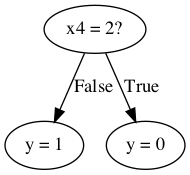 x4 = 2?
False True
y = 1 y = 0